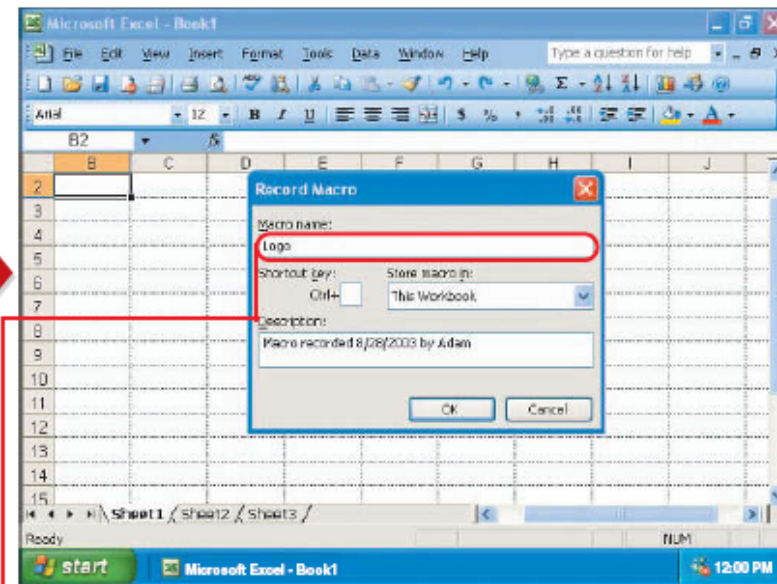 Microsoft Excel - Book1
File Edit View Insert Format Tools Data Window Help Type a question for help
Arial 12 B I U $ % ,
B2 fx
B C D E F G H I J
2
3
4
5
6
7
8
9
10
11
12
13
14
15
Record Macro
Macro name:
Logo
Shortcut key: Store macro in:
Ctrl+ This Workbook
Description:
Macro recorded 8/28/2003 by Adam
OK Cancel
Sheet1 / Sheet2 / Sheet3 /
Ready NUM
start Microsoft Excel - Book1 12:00 PM